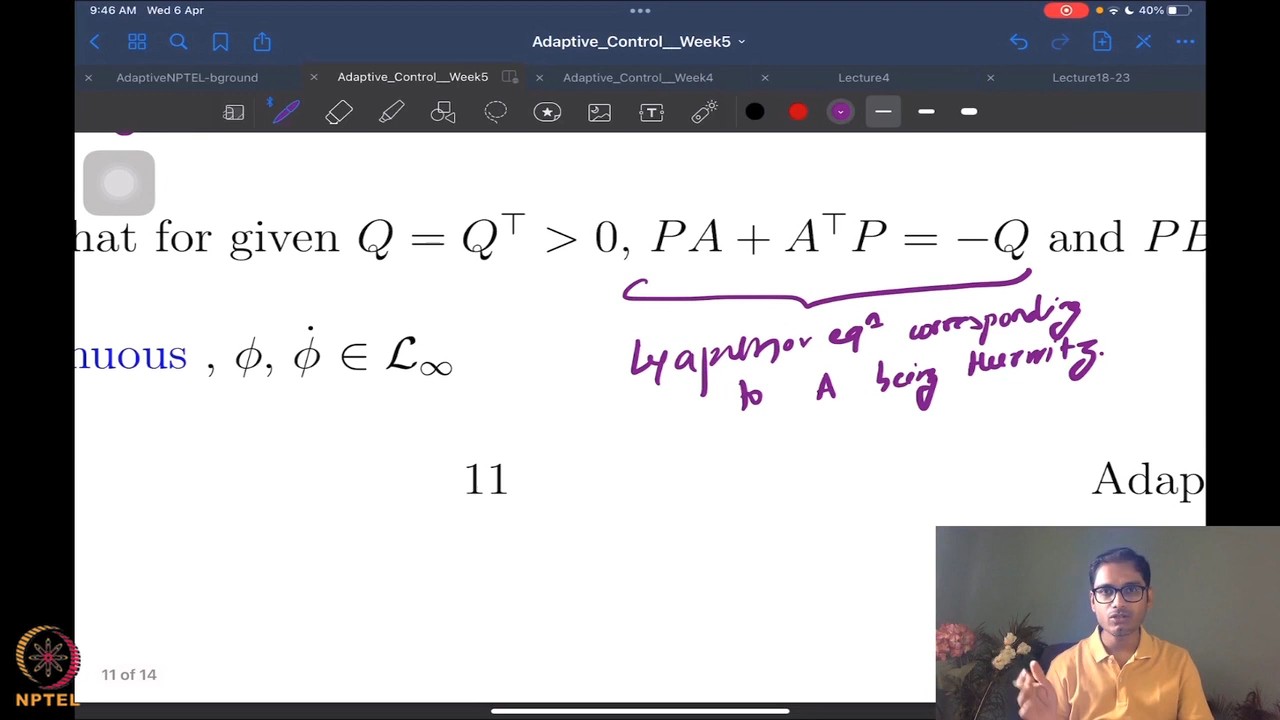 9:46 AM Wed 6 Apr
40%
Adaptive_Control__Week5
AdaptiveNPTEL-bground
Adaptive_Control__Week5
Adaptive_Control__Week4
Lecture4
Lecture18-23
hat for given Q = Q⊤ > 0, PA + A⊤P = −Q and PB
Lyapunov eqn corresponding
to A being Hurwitz.
nuous , ϕ, ϕ̇ ∈ ℒ∞
11
Adap
11 of 14
NPTEL